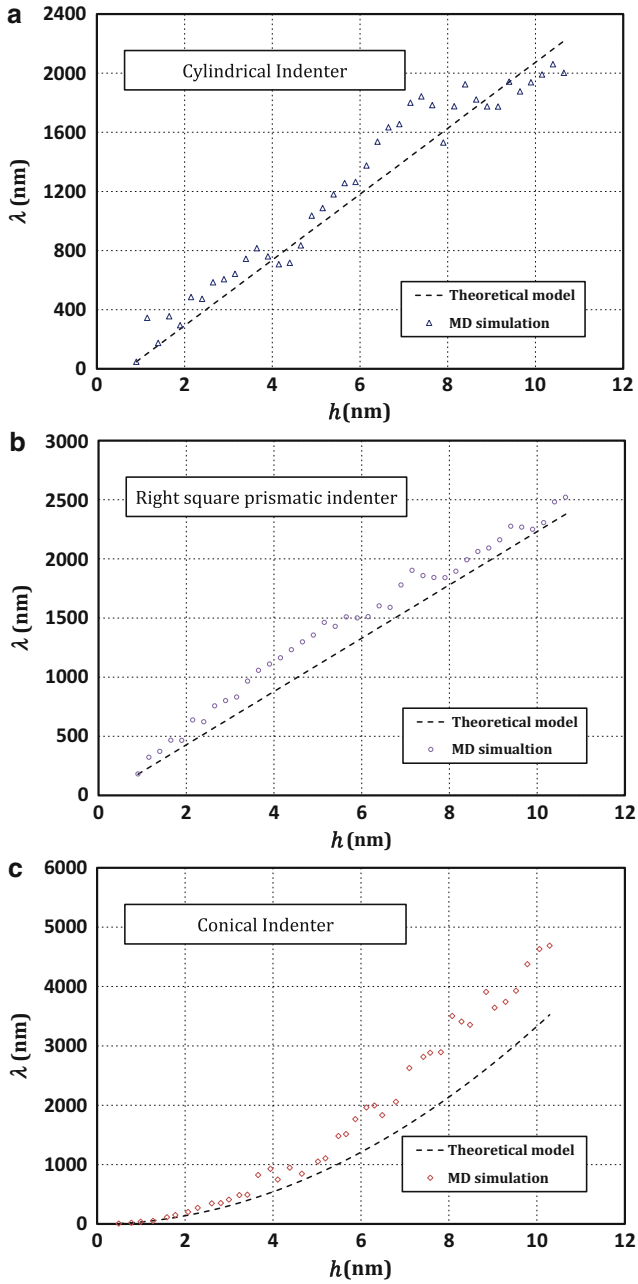 a
2400
2000
1600
1200
800
400
0
λ (nm)
Cylindrical Indenter
Theoretical model
MD simulation
0 2 4 6 8 10 12
h(nm)
b
3000
2500
2000
1500
1000
500
0
λ (nm)
Right square prismatic indenter
Theoretical model
MD simualtion
0 2 4 6 8 10 12
h(nm)
c
6000
5000
4000
3000
2000
1000
0
λ (nm)
Conical Indenter
Theoretical model
MD simulation
0 2 4 6 8 10 12
h(nm)